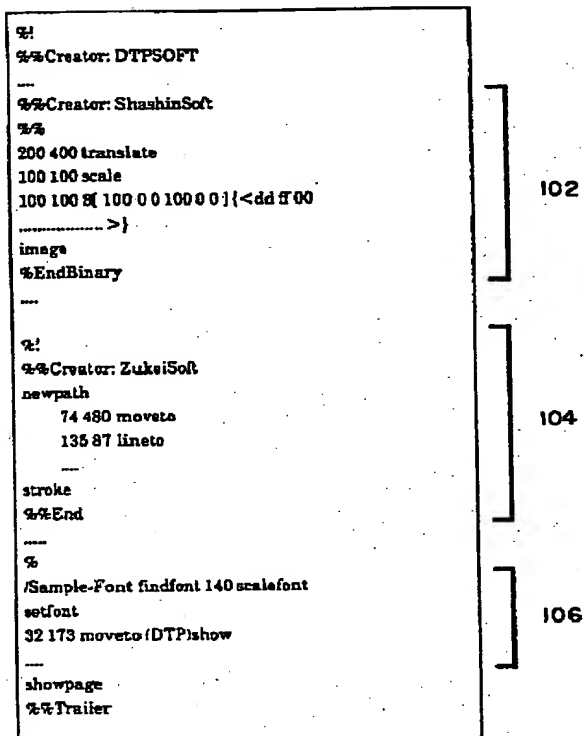 %!
%%Creator: DTPSOFT
....
%%Creator: ShashinSoft
%%
200 400 translate
100 100 scale
100 100 8[ 100 0 0 100 0 0 ] {<dd ff 00
.................... >}
image
%EndBinary
....
102
%!
%%Creator: ZukeiSoft
newpath
74 480 moveto
135 87 lineto
....
stroke
%%End
104
.....
%
/Sample-Font findfont 140 scalefont
setfont
32 173 moveto (DTP)show
....
106
showpage
%%Trailer